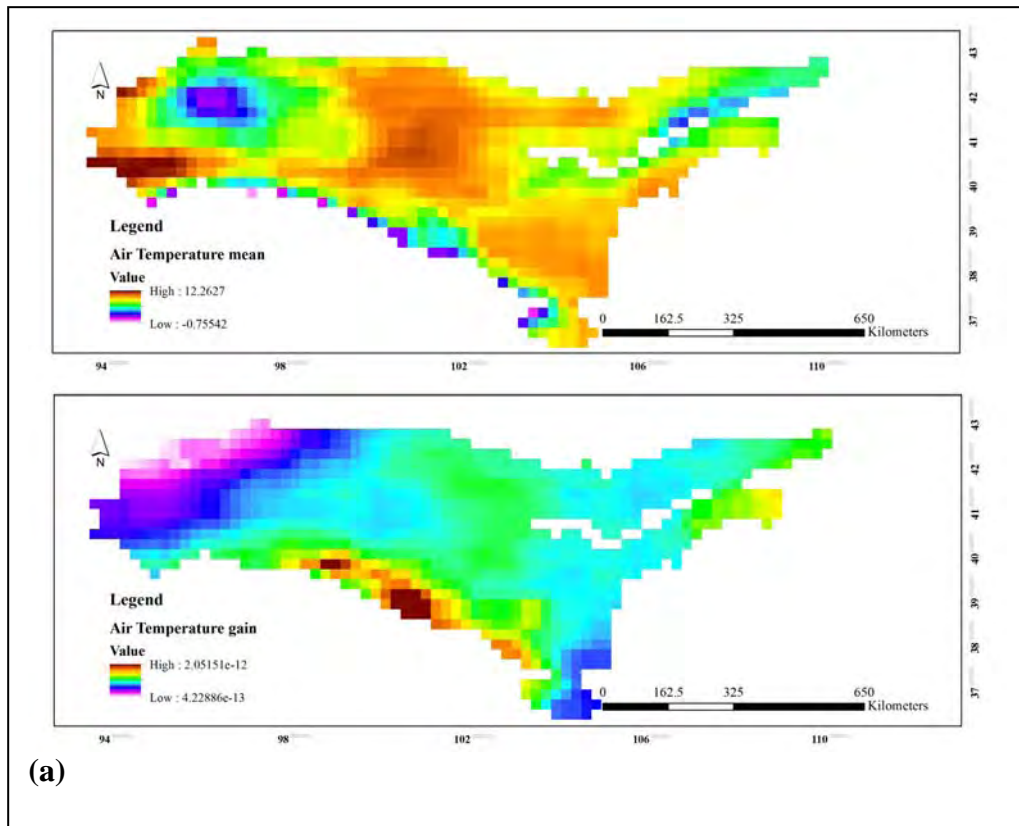 N
43
42
41
40
39
38
37
Legend
Air Temperature mean
Value
High : 12.2627
Low : -0.75542
0 162.5 325 650
Kilometers
94 98 102 106 110
N
43
42
41
40
39
38
37
Legend
Air Temperature gain
Value
High : 2.05151e-12
Low : 4.22886e-13
0 162.5 325 650
Kilometers
94 98 102 106 110
(a)